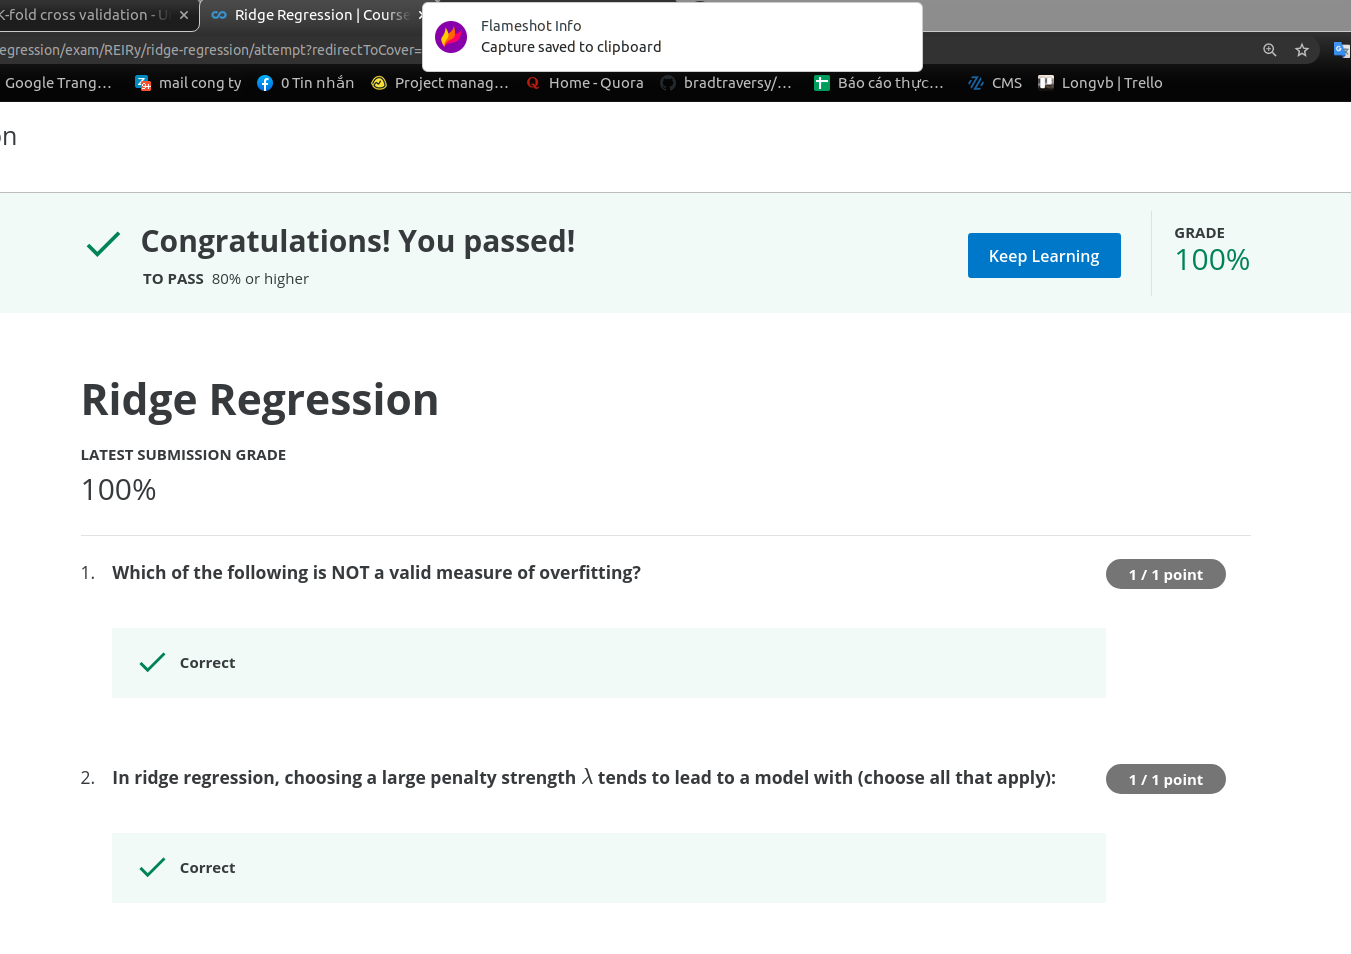 K-fold cross validation - U
Ridge Regression | Course
Flameshot Info
Capture saved to clipboard
egression/exam/REIRy/ridge-regression/attempt?redirectToCover=
Google Trang... mail cong ty 0 Tin nhắn Project manag... Home - Quora bradtraversy/... Báo cáo thực... CMS Longvb | Trello
on
Congratulations! You passed!
TO PASS 80% or higher
Keep Learning
GRADE
100%
Ridge Regression
LATEST SUBMISSION GRADE
100%
1. Which of the following is NOT a valid measure of overfitting?
1 / 1 point
Correct
2. In ridge regression, choosing a large penalty strength λ tends to lead to a model with (choose all that apply):
1 / 1 point
Correct